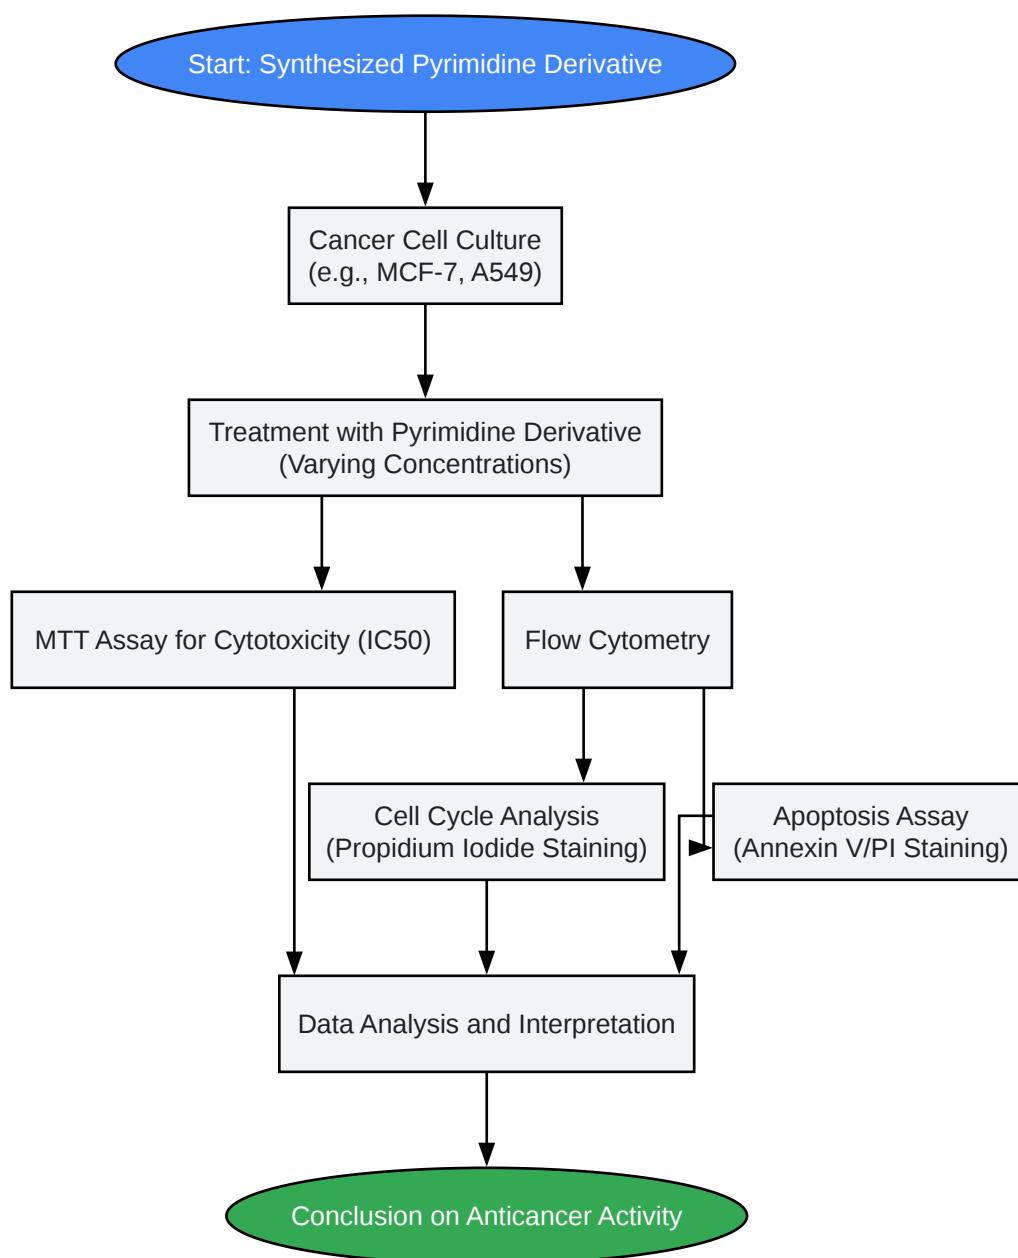 Start: Synthesized Pyrimidine Derivative
Cancer Cell Culture
(e.g., MCF-7, A549)
Treatment with Pyrimidine Derivative
(Varying Concentrations)
MTT Assay for Cytotoxicity (IC50)
Flow Cytometry
Cell Cycle Analysis
(Propidium Iodide Staining)
Apoptosis Assay
(Annexin V/PI Staining)
Data Analysis and Interpretation
Conclusion on Anticancer Activity